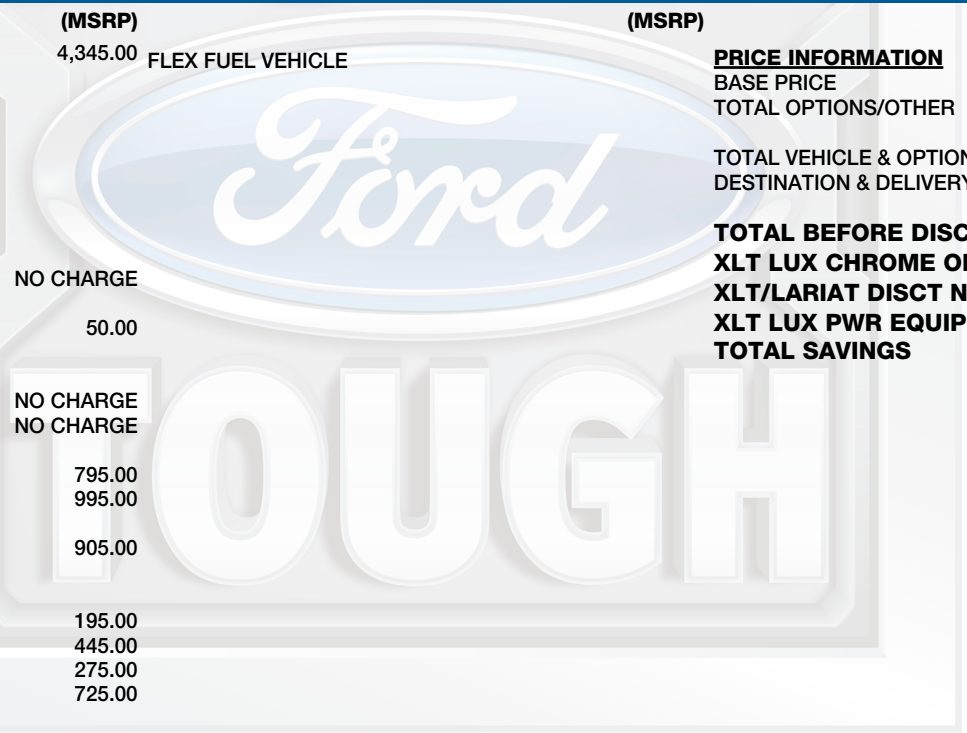 (MSRP)
4,345.00
NO CHARGE
50.00
NO CHARGE
NO CHARGE
795.00
995.00
905.00
195.00
445.00
275.00
725.00
(MSRP)
FLEX FUEL VEHICLE
PRICE INFORMATION
BASE PRICE
TOTAL OPTIONS/OTHER
TOTAL VEHICLE & OPTION
DESTINATION & DELIVERY
TOTAL BEFORE DISC
XLT LUX CHROME
XLT/LARIAT DISCT N
XLT LUX PWR EQUIP
TOTAL SAVINGS
Ford
TOUGH